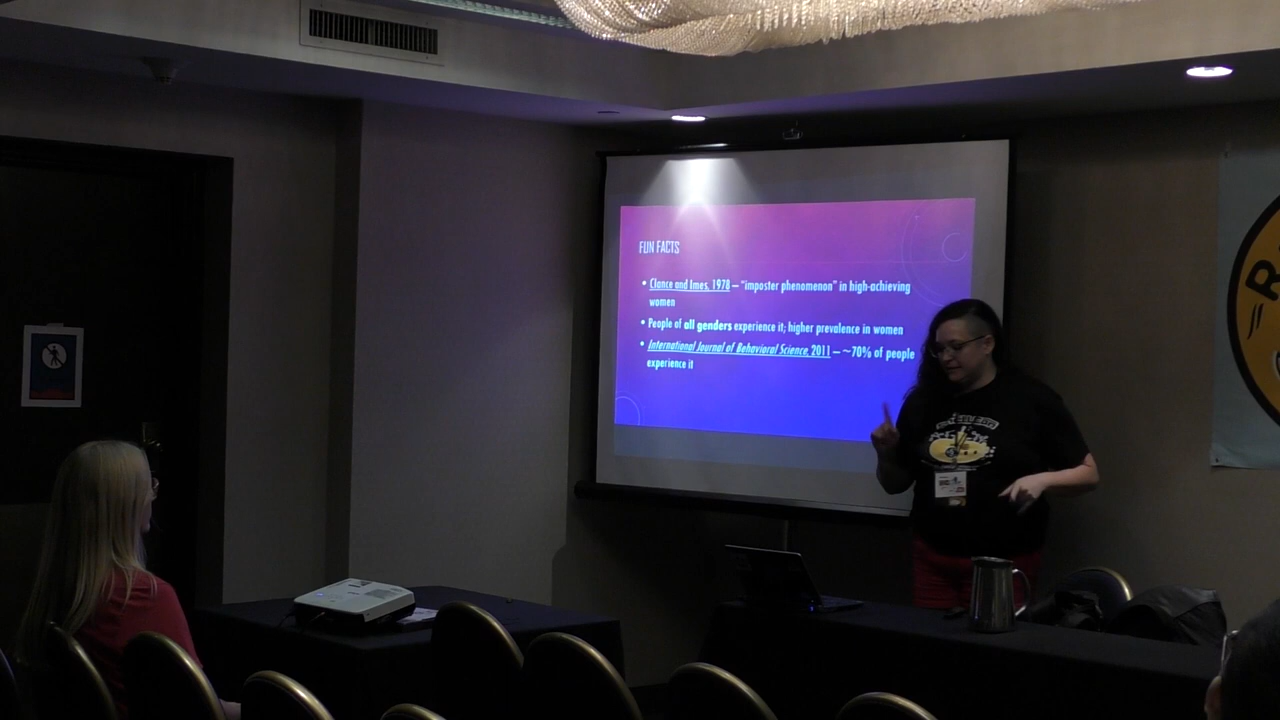 FUN FACTS
• Clance and Imes, 1978 – "imposter phenomenon" in high-achieving
women
• People of all genders experience it; higher prevalence in women
• International Journal of Behavioral Science, 2011 – ~70% of people
experience it